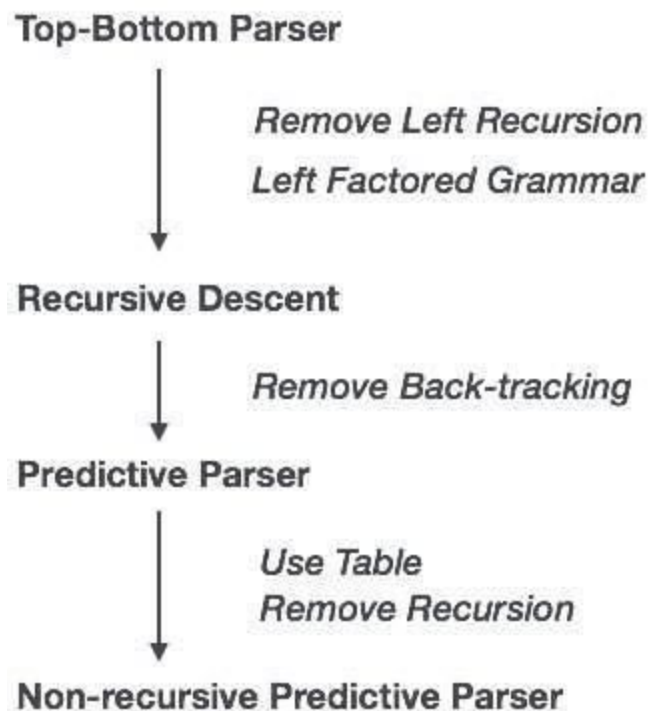 Top-Bottom Parser
Remove Left Recursion
Left Factored Grammar
Recursive Descent
Remove Back-tracking
Predictive Parser
Use Table
Remove Recursion
Non-recursive Predictive Parser